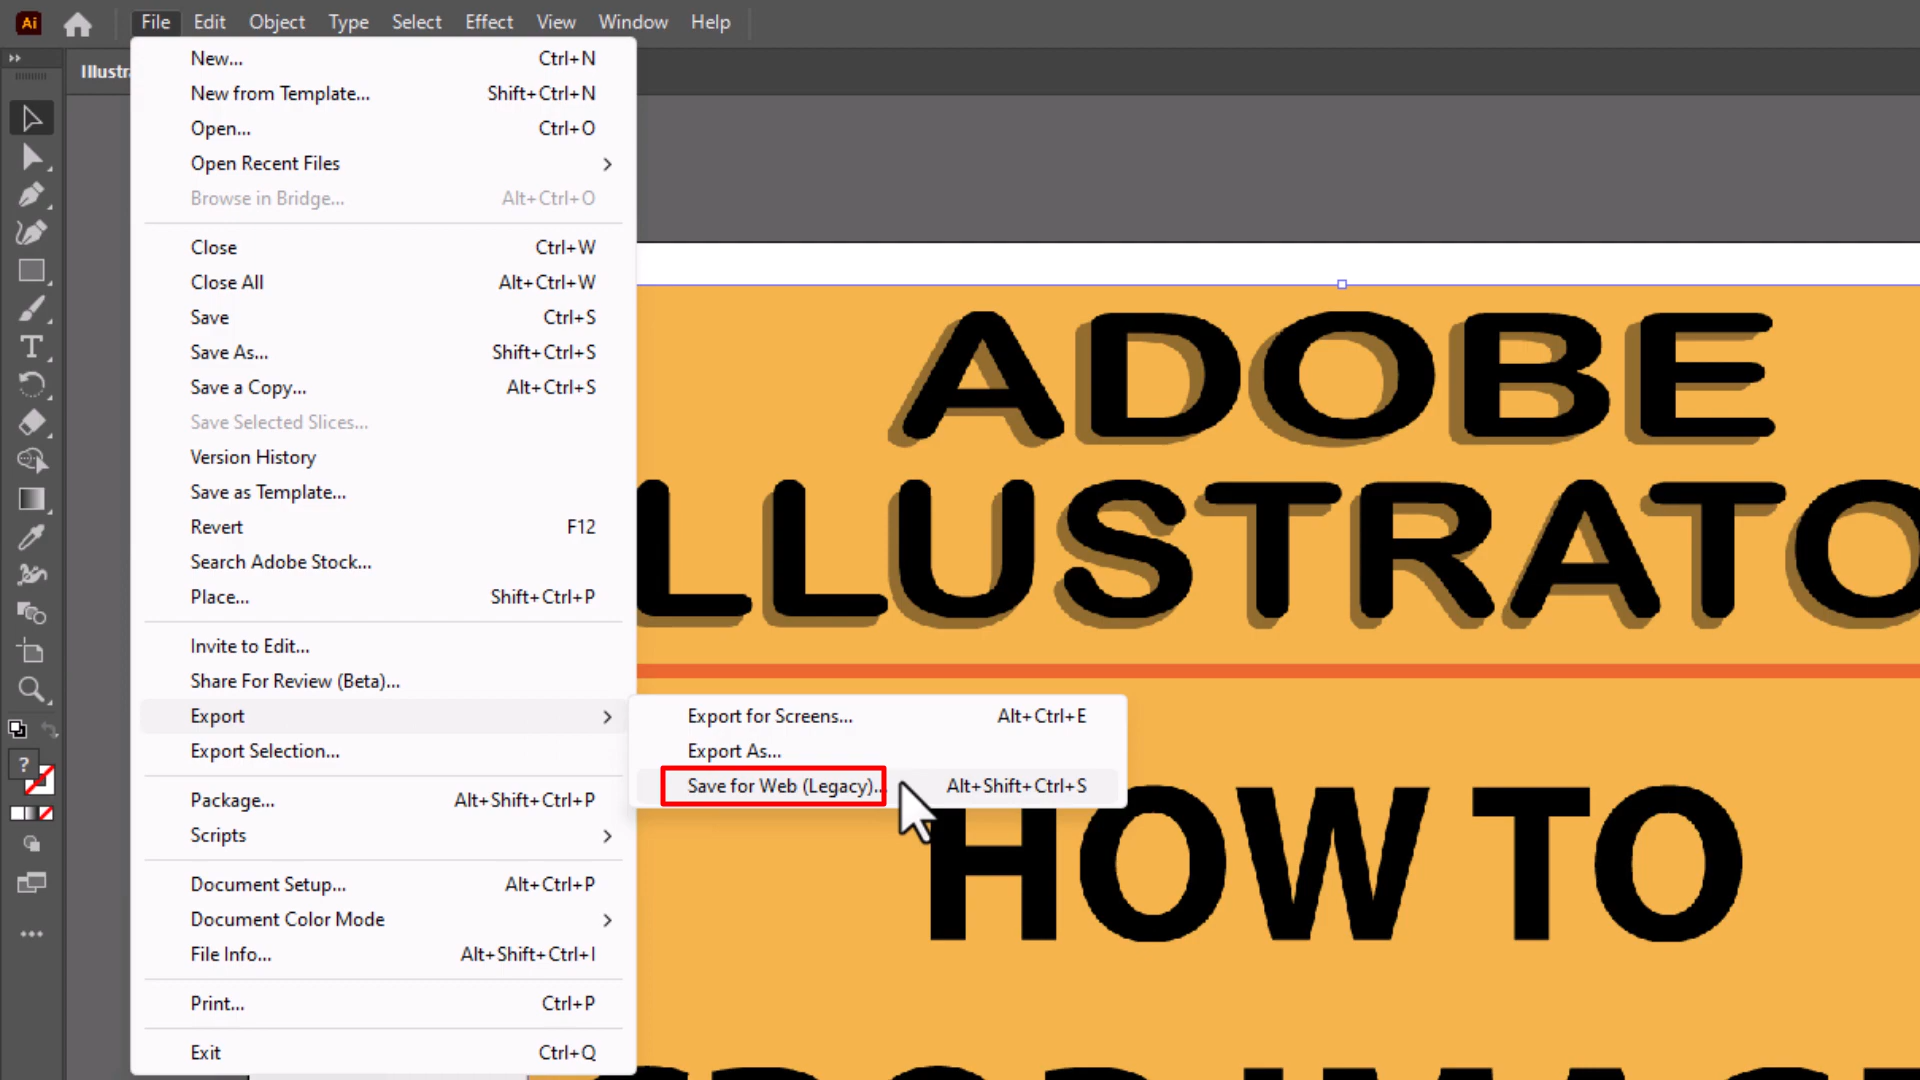 Ai
File Edit Object Type Select Effect View Window Help
Illustra
New... Ctrl+N
New from Template... Shift+Ctrl+N
Open... Ctrl+O
Open Recent Files
Browse in Bridge... Alt+Ctrl+O
Close Ctrl+W
Close All Alt+Ctrl+W
Save Ctrl+S
Save As... Shift+Ctrl+S
Save a Copy... Alt+Ctrl+S
Save Selected Slices...
Version History
Save as Template...
Revert F12
Search Adobe Stock...
Place... Shift+Ctrl+P
Invite to Edit...
Share For Review (Beta)...
Export
Export Selection...
Package... Alt+Shift+Ctrl+P
Scripts
Document Setup... Alt+Ctrl+P
Document Color Mode
File Info... Alt+Shift+Ctrl+I
Print... Ctrl+P
Exit Ctrl+Q
Export for Screens... Alt+Ctrl+E
Export As...
Save for Web (Legacy)... Alt+Shift+Ctrl+S
?
ADOBE
LLUSTRATO
HOW TO